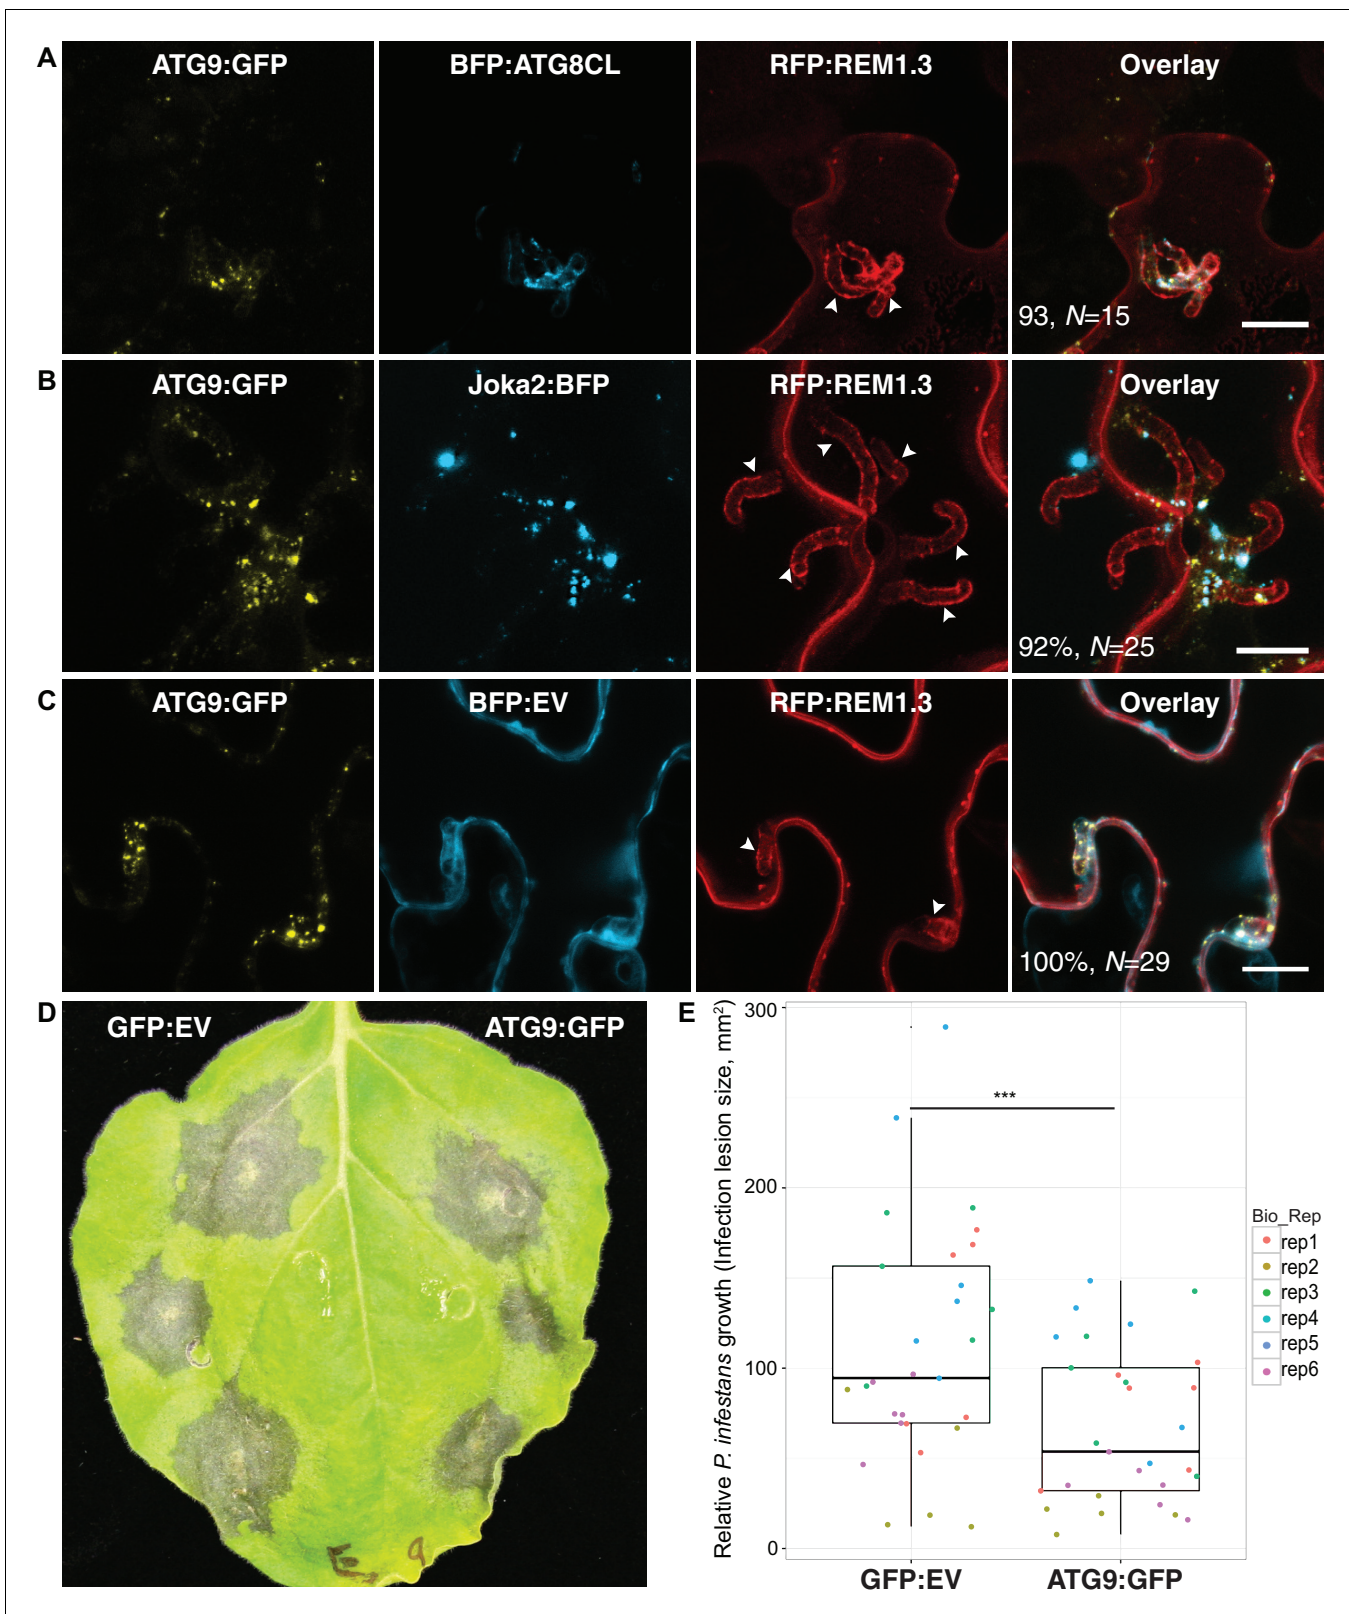 A
ATG9:GFP
BFP:ATG8CL
RFP:REM1.3
Overlay
93, N=15
B
ATG9:GFP
Joka2:BFP
RFP:REM1.3
Overlay
92%, N=25
C
ATG9:GFP
BFP:EV
RFP:REM1.3
Overlay
100%, N=29
D
GFP:EV
ATG9:GFP
E
9
E
Relative P. infestans growth (Infection lesion size, mm²)
300
200
100
0
***
GFP:EV
ATG9:GFP
Bio_Rep
rep1
rep2
rep3
rep4
rep5
rep6